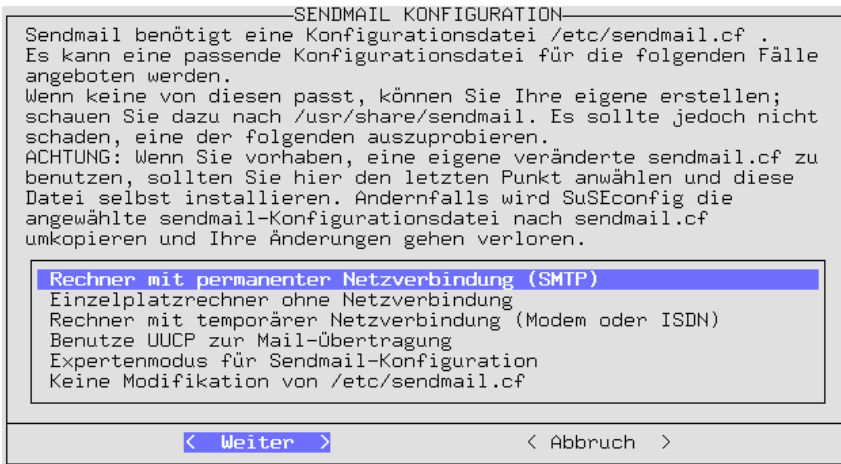 SENDMAIL KONFIGURATION
Sendmail benötigt eine Konfigurationsdatei /etc/sendmail.cf .
Es kann eine passende Konfigurationsdatei für die folgenden Fälle
angeboten werden.
Wenn keine von diesen passt, können Sie Ihre eigene erstellen;
schauen Sie dazu nach /usr/share/sendmail. Es sollte jedoch nicht
schaden, eine der folgenden auszuprobieren.
ACHTUNG: Wenn Sie vorhaben, eine eigene veränderte sendmail.cf zu
benutzen, sollten Sie hier den letzten Punkt anwählen und diese
Datei selbst installieren. Andernfalls wird SuSEconfig die
angewählte sendmail-Konfigurationsdatei nach sendmail.cf
umkopieren und Ihre Änderungen gehen verloren.
Rechner mit permanenter Netzverbindung (SMTP)
Einzelplatzrechner ohne Netzverbindung
Rechner mit temporärer Netzverbindung (Modem oder ISDN)
Benutze UUCP zur Mail-Übertragung
Expertenmodus für Sendmail-Konfiguration
Keine Modifikation von /etc/sendmail.cf
< Weiter > < Abbruch >